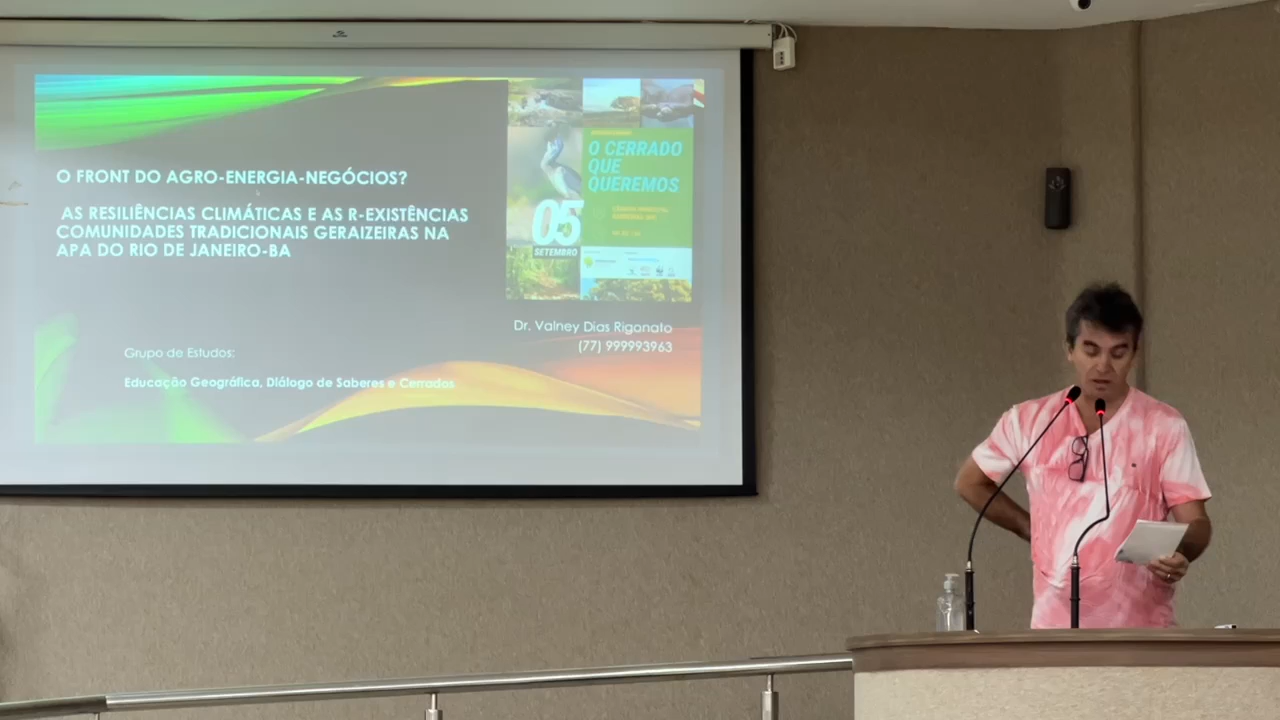 O FRONT DO AGRO-ENERGIA-NEGÓCIOS?
AS RESILIÊNCIAS CLIMÁTICAS E AS R-EXISTÊNCIAS
COMUNIDADES TRADICIONAIS GERAIZEIRAS NA
APA DO RIO DE JANEIRO-BA
O CERRADO
QUE
QUEREMOS
05
SETEMBRO
Dr. Valney Dias Rigonato
(77) 999993963
Grupo de Estudos:
Educação Geográfica, Diálogo de Saberes e Cerrados